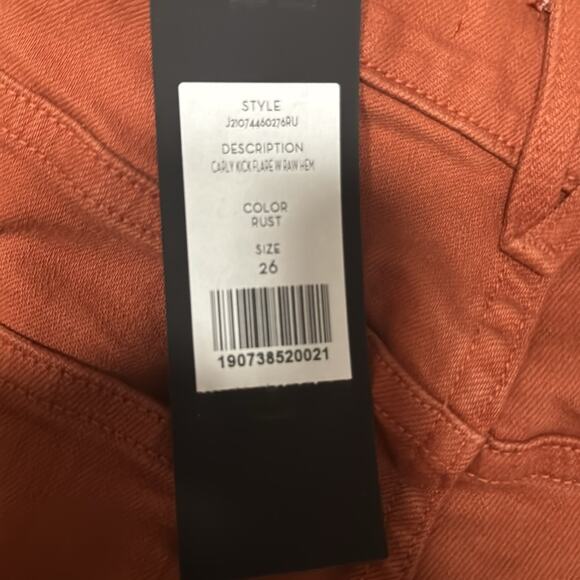 STYLE
J21074460276RU
DESCRIPTION
CARLY KICK FLARE W RAW HEM
COLOR
RUST
SIZE
26
190738520021